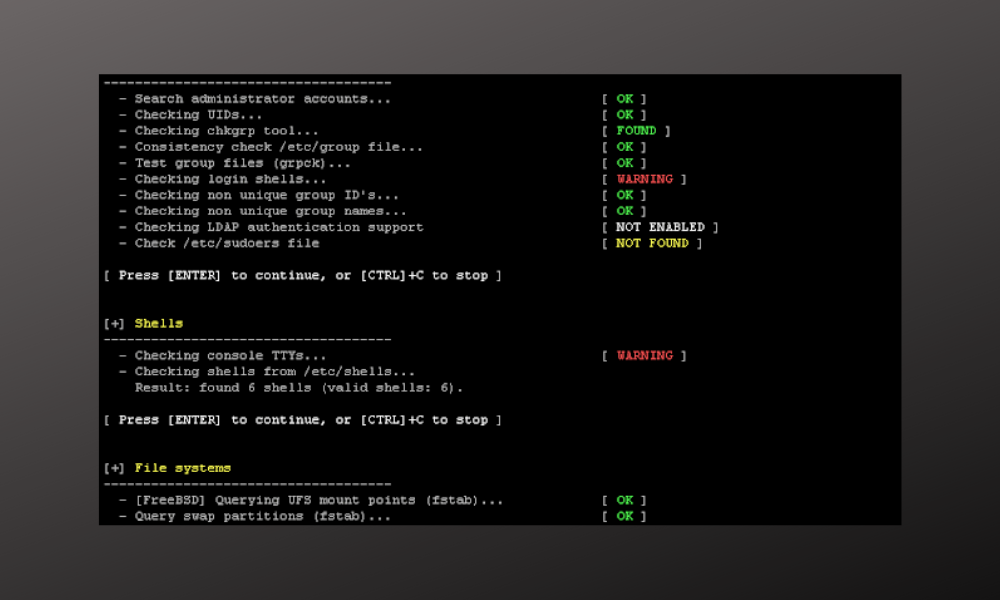 ------------------------------------
- Search administrator accounts... [ OK ]
- Checking UIDs... [ OK ]
- Checking chkgrp tool... [ FOUND ]
- Consistency check /etc/group file... [ OK ]
- Test group files (grpck)... [ OK ]
- Checking login shells... [ WARNING ]
- Checking non unique group ID's... [ OK ]
- Checking non unique group names... [ OK ]
- Checking LDAP authentication support [ NOT ENABLED ]
- Check /etc/sudoers file [ NOT FOUND ]
[ Press [ENTER] to continue, or [CTRL]+C to stop ]
[+] Shells
------------------------------------
- Checking console TTYs... [ WARNING ]
- Checking shells from /etc/shells...
Result: found 6 shells (valid shells: 6).
[ Press [ENTER] to continue, or [CTRL]+C to stop ]
[+] File systems
------------------------------------
- [FreeBSD] Querying UFS mount points (fstab)... [ OK ]
- Query swap partitions (fstab)... [ OK ]